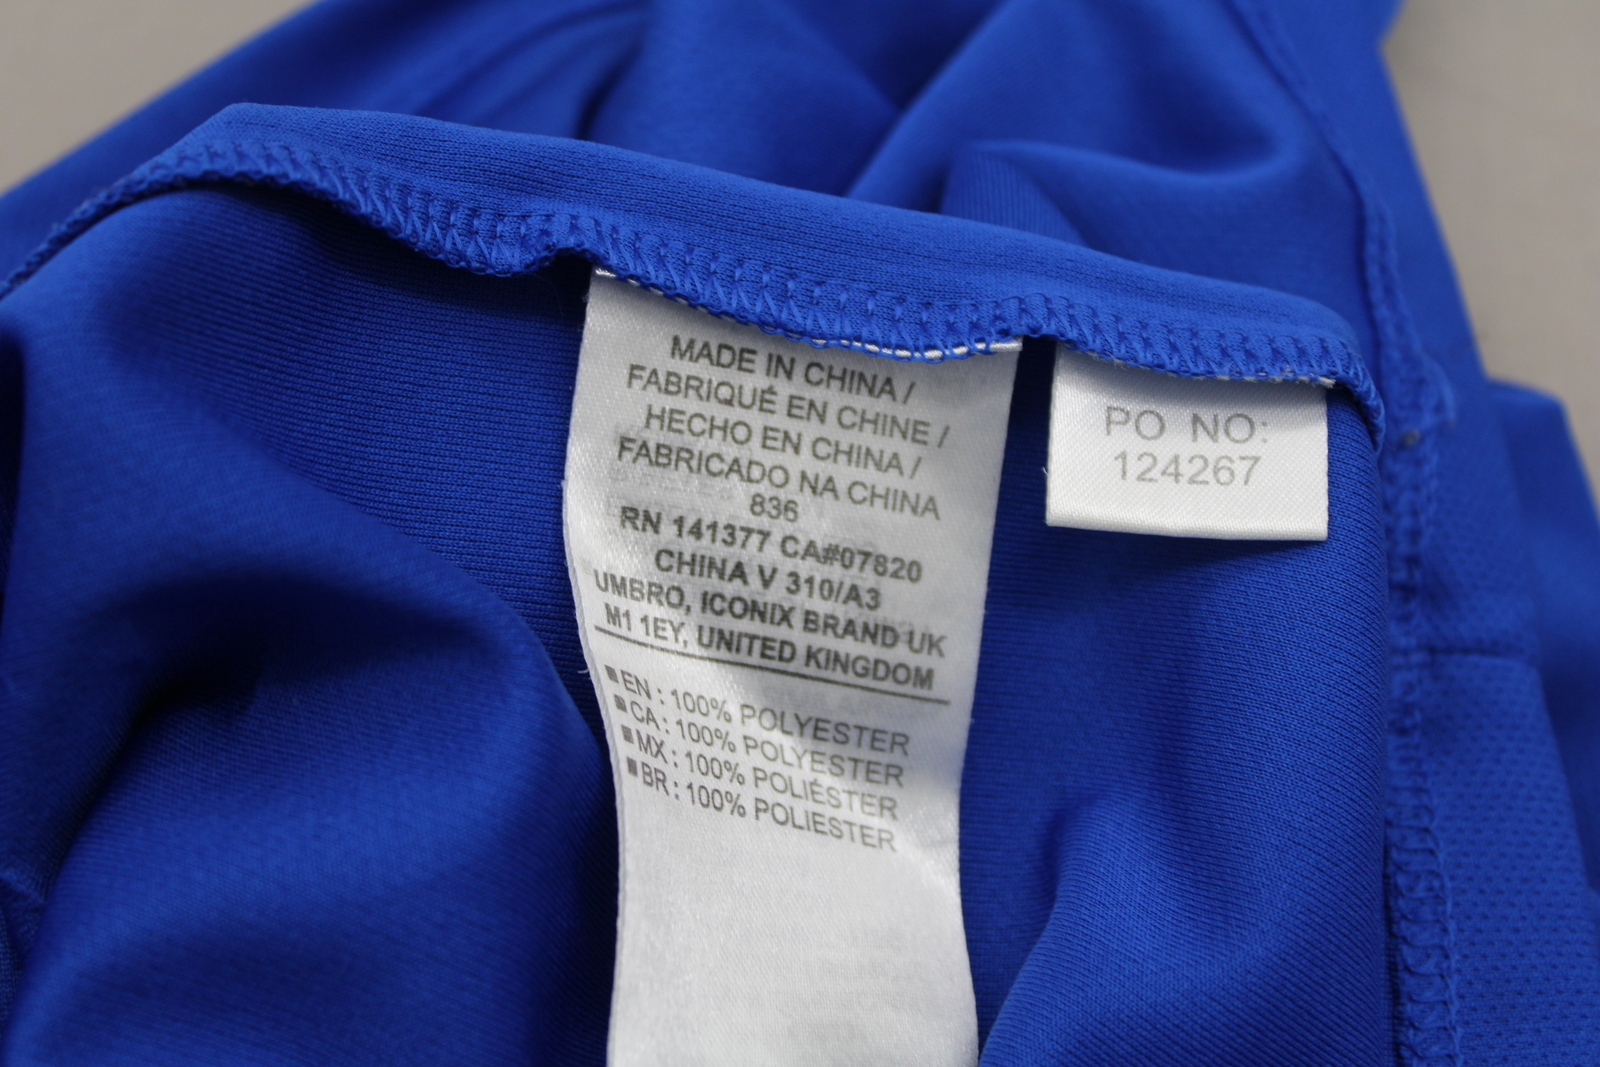 MADE IN CHINA /
FABRIQUÉ EN CHINE /
HECHO EN CHINA /
FABRICADO NA CHINA
836
RN 141377 CA#07820
CHINA V 310/A3
UMBRO, ICONIX BRAND UK
M1 1EY, UNITED KINGDOM
EN : 100% POLYESTER
CA : 100% POLYESTER
MX : 100% POLIÉSTER
BR : 100% POLIESTER
PO NO:
124267